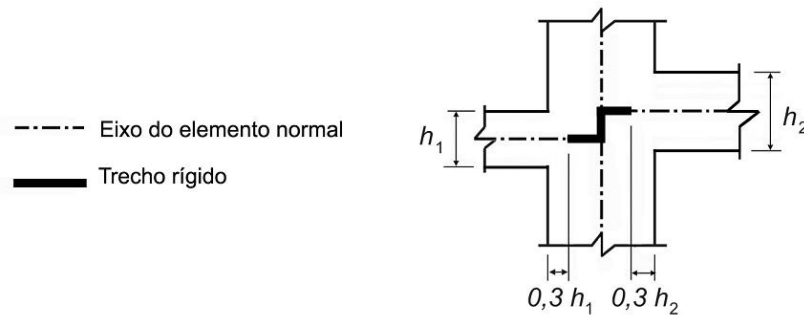 Eixo do elemento normal
Trecho rígido
h₁
h₂
0,3 h₁ 0,3 h₂